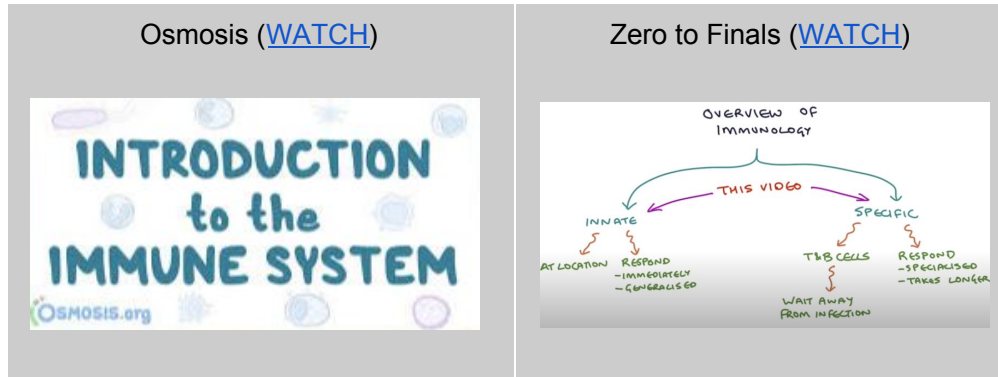 Osmosis (WATCH)
INTRODUCTION
to the
IMMUNE SYSTEM
OSMOSIS.org
Zero to Finals (WATCH)
OVERVIEW OF
IMMUNOLOGY
THIS VIDEO
INNATE
SPECIFIC
AT LOCATION
RESPOND
-IMMEDIATELY
-GENERALISED
T&B CELLS
WAIT AWAY
FROM INFECTION
RESPOND
-SPECIALISED
-TAKES LONGER